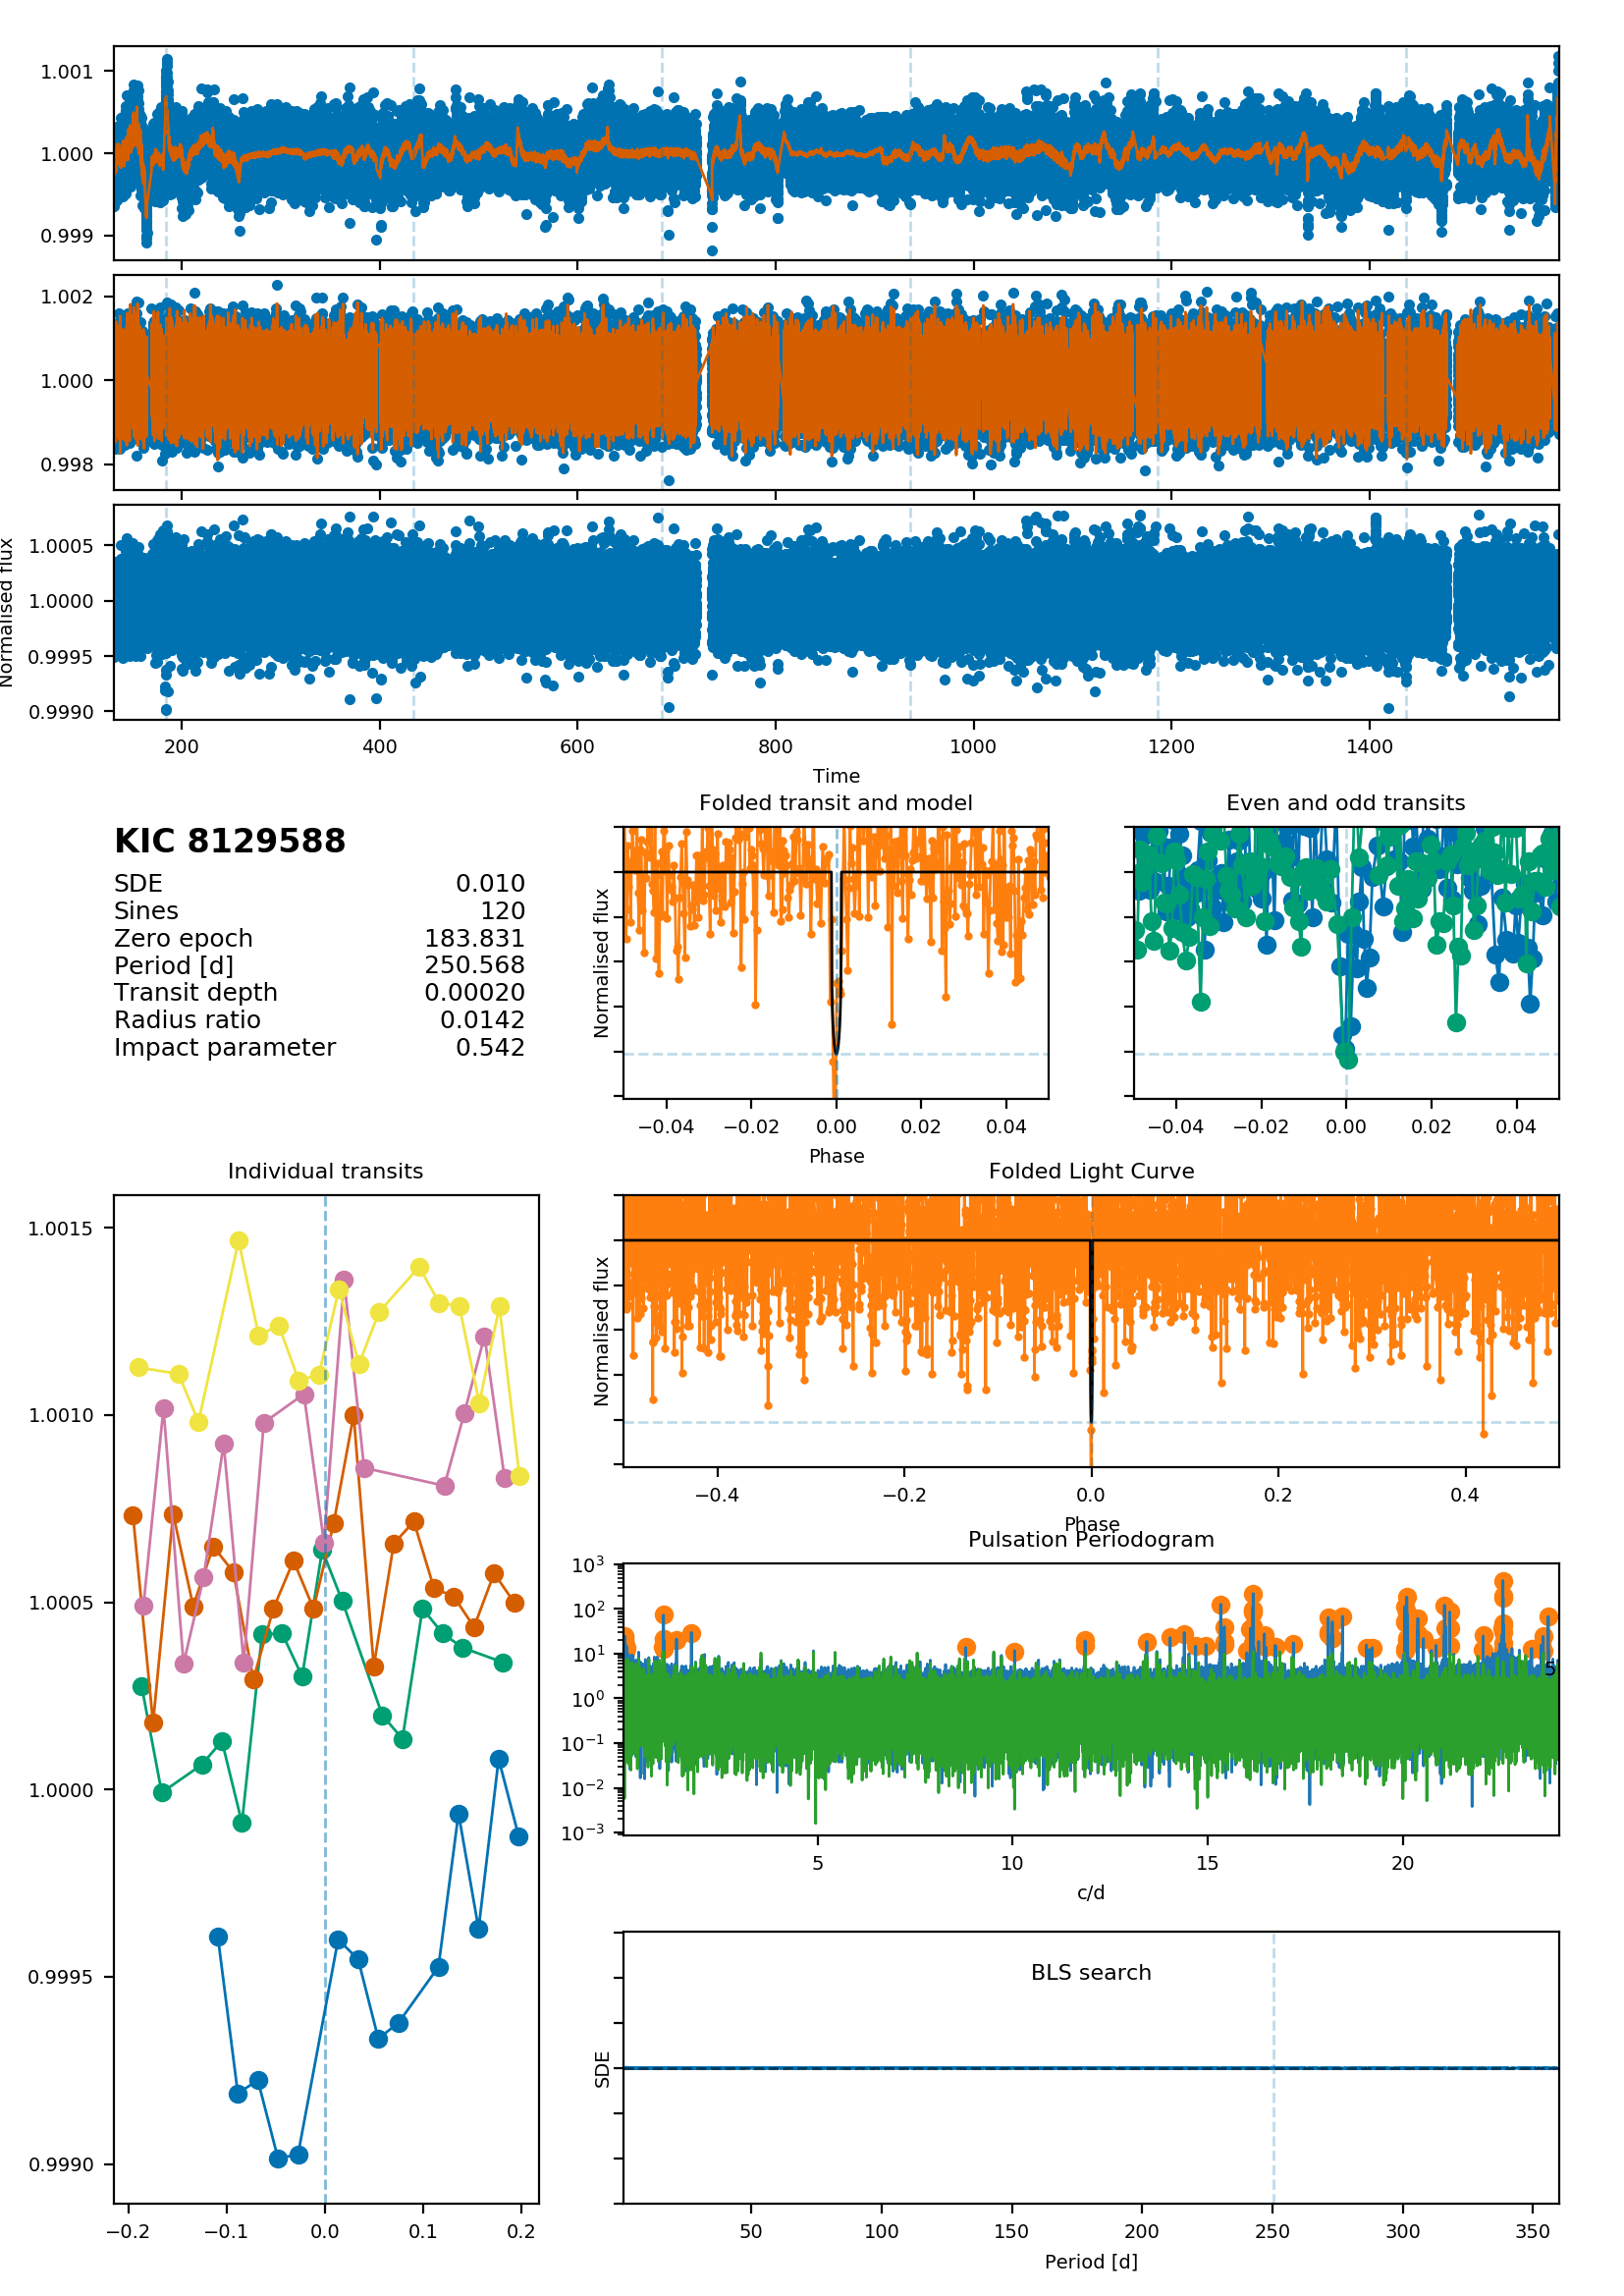 1.001
1.000
0.999
1.002
1.000
0.998
1.0005
1.0000
0.9995
0.9990
Normalised flux
200 400 600 800 1000 1200 1400
Time
KIC 8129588
SDE 0.010
Sines 120
Zero epoch 183.831
Period [d] 250.568
Transit depth 0.00020
Radius ratio 0.0142
Impact parameter 0.542
Folded transit and model
Normalised flux
−0.04 −0.02 0.00 0.02 0.04
Phase
Even and odd transits
−0.04 −0.02 0.00 0.02 0.04
Individual transits
1.0015
1.0010
1.0005
1.0000
0.9995
0.9990
−0.2 −0.1 0.0 0.1 0.2
Folded Light Curve
Normalised flux
−0.4 −0.2 0.0 0.2 0.4
Phase
Pulsation Periodogram
10³
10²
10¹
10⁰
10⁻¹
10⁻²
10⁻³
5
5 10 15 20
c/d
BLS search
SDE
50 100 150 200 250 300 350
Period [d]